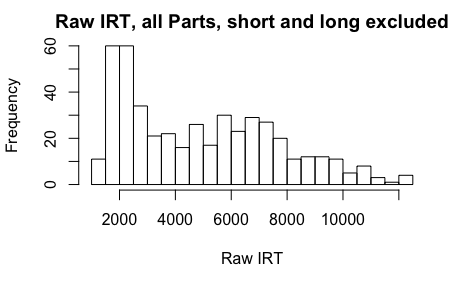 Raw IRT, all Parts, short and long excluded
Frequency
60
40
20
0
2000 4000 6000 8000 10000
Raw IRT